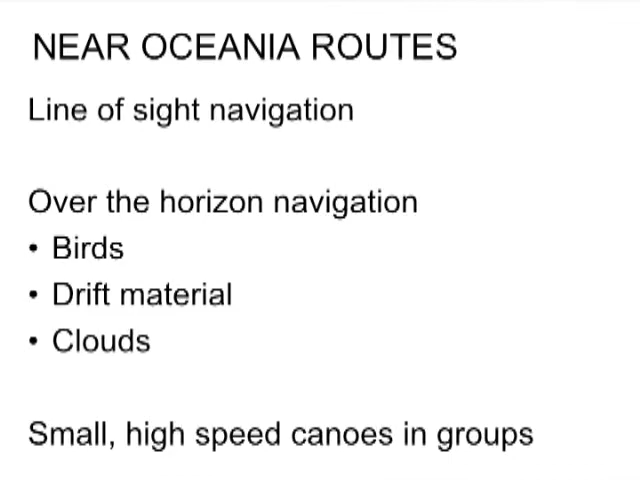 NEAR OCEANIA ROUTES
Line of sight navigation
Over the horizon navigation
• Birds
• Drift material
• Clouds
Small, high speed canoes in groups